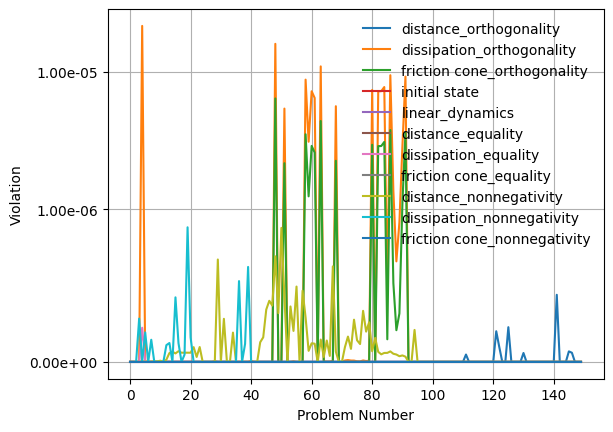 distance_orthogonality
dissipation_orthogonality
friction cone_orthogonality
initial state
linear_dynamics
distance_equality
dissipation_equality
friction cone_equality
distance_nonnegativity
dissipation_nonnegativity
friction cone_nonnegativity
1.00e-05
1.00e-06
0.00e+00
Violation
0 20 40 60 80 100 120 140
Problem Number